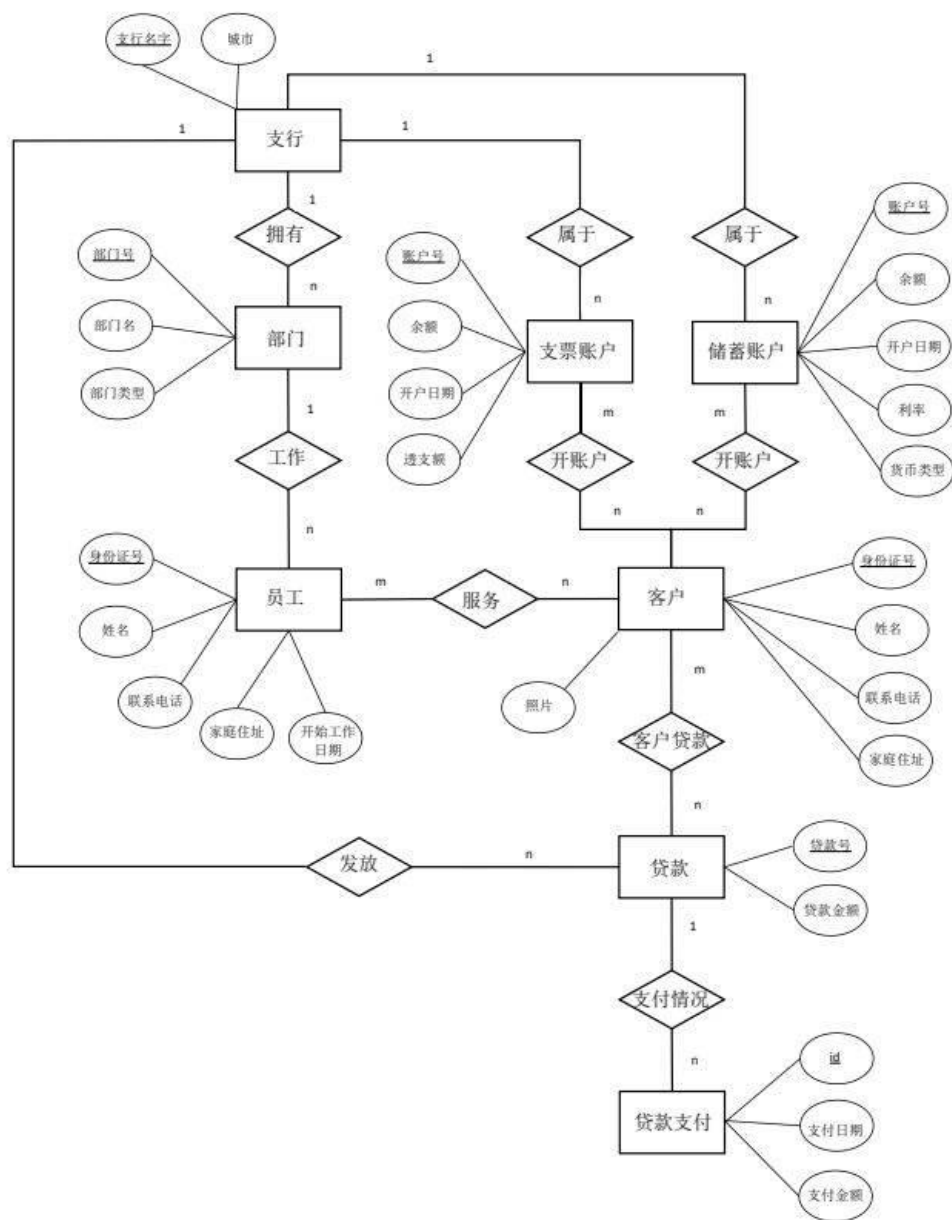 支行名字
城市
1
1
1
支行
1
拥有
属于
属于
账户号
部门号
账户号
余额
n
n
n
部门名
余额
部门
支票账户
储蓄账户
开户日期
部门类型
开户日期
利率
1
m
m
工作
透支额
开账户
开账户
货币类型
n
n
n
身份证号
身份证号
员工
m
服务
n
客户
姓名
姓名
联系电话
照片
m
联系电话
家庭住址
开始工作
日期
客户贷款
家庭住址
n
贷款号
发放
n
贷款
贷款金额
1
支付情况
id
n
贷款支付
支付日期
支付金额